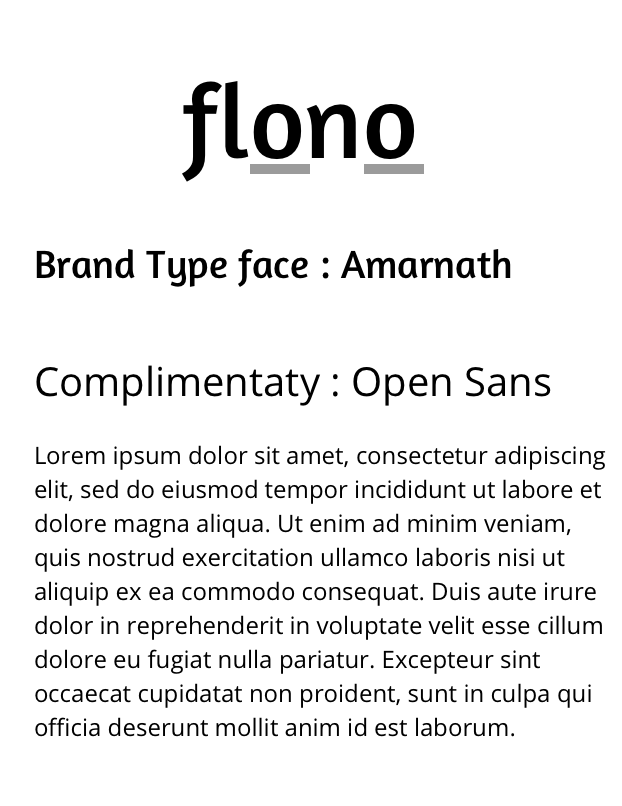 flono
Brand Type face : Amarnath
Complimentaty : Open Sans
Lorem ipsum dolor sit amet, consectetur adipiscing
elit, sed do eiusmod tempor incididunt ut labore et
dolore magna aliqua. Ut enim ad minim veniam,
quis nostrud exercitation ullamco laboris nisi ut
aliquip ex ea commodo consequat. Duis aute irure
dolor in reprehenderit in voluptate velit esse cillum
dolore eu fugiat nulla pariatur. Excepteur sint
occaecat cupidatat non proident, sunt in culpa qui
officia deserunt mollit anim id est laborum.